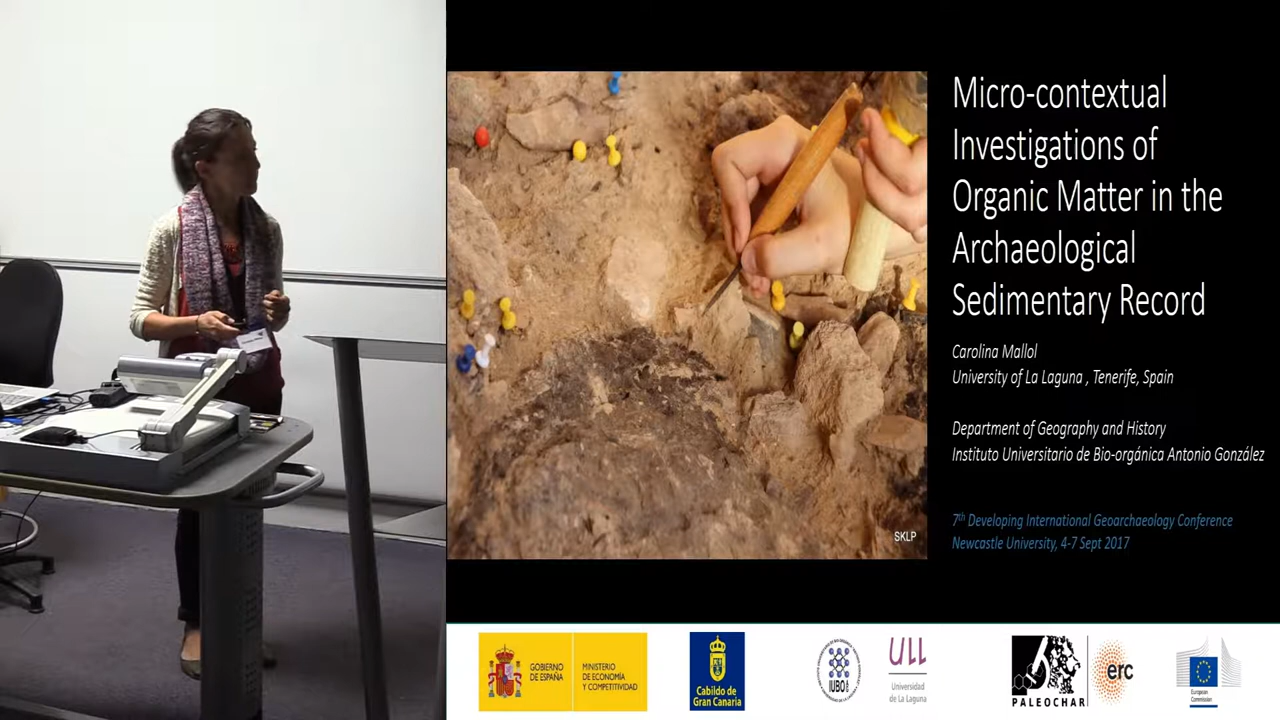 Micro-contextual
Investigations of
Organic Matter in the
Archaeological
Sedimentary Record
Carolina Mallol
University of La Laguna , Tenerife, Spain
Department of Geography and History
Instituto Universitario de Bio-orgánica Antonio González
7th Developing International Geoarchaeology Conference
Newcastle University, 4-7 Sept 2017
SKLP
GOBIERNO
DE ESPAÑA
MINISTERIO
DE ECONOMÍA
Y COMPETITIVIDAD
Cabildo de
Gran Canaria
IUBO
ULL
Universidad
de La Laguna
PALEOCHAR
erc
European
Commission